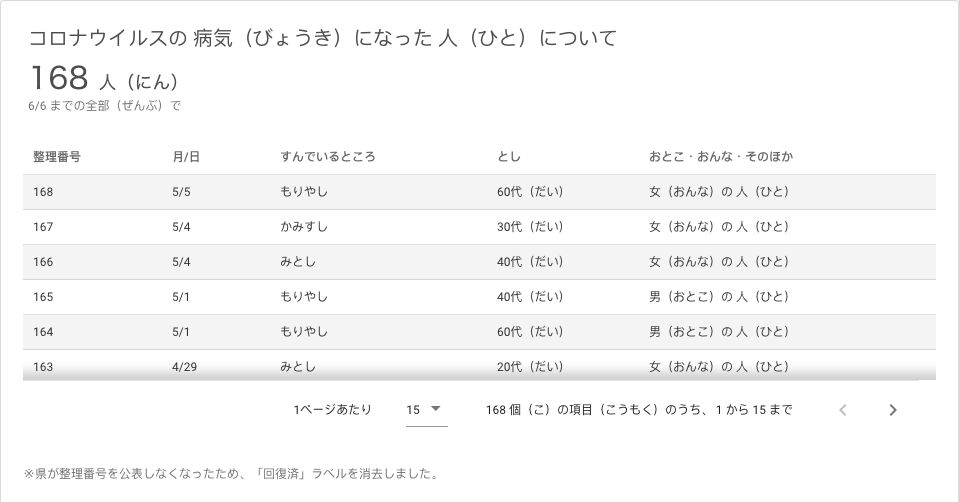 コロナウイルスの 病気（びょうき）になった 人（ひと）について
168 人（にん）
6/6 までの全部（ぜんぶ）で
整理番号 月/日 すんでいるところ とし おとこ・おんな・そのほか
168 5/5 もりやし 60代（だい） 女（おんな）の 人（ひと）
167 5/4 かみすし 30代（だい） 女（おんな）の 人（ひと）
166 5/4 みとし 40代（だい） 女（おんな）の 人（ひと）
165 5/1 もりやし 40代（だい） 男（おとこ）の 人（ひと）
164 5/1 もりやし 60代（だい） 男（おとこ）の 人（ひと）
163 4/29 みとし 20代（だい） 女（おんな）の 人（ひと）
1ページあたり 15 168 個（こ）の項目（こうもく）のうち、 1 から 15 まで
※県が整理番号を公表しなくなったため、「回復済」ラベルを消去しました。